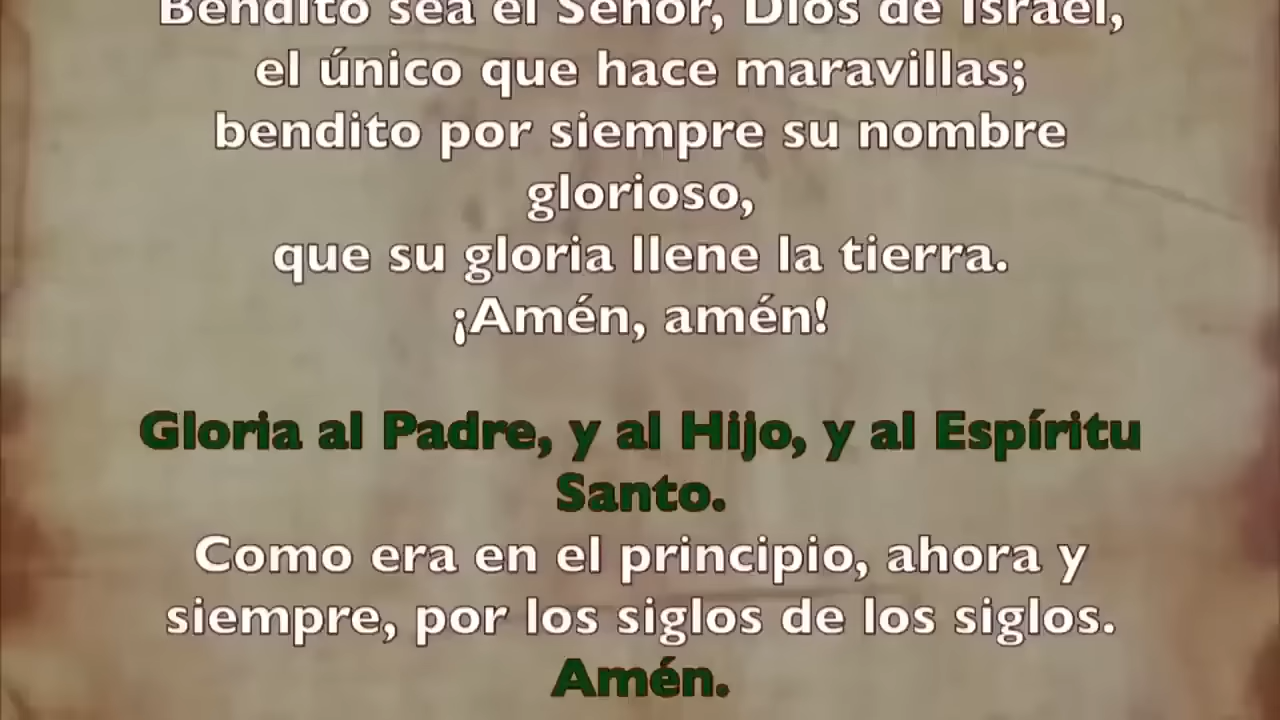 Bendito sea el Señor, Dios de Israel,
el único que hace maravillas;
bendito por siempre su nombre
glorioso,
que su gloria llene la tierra.
¡Amén, amén!
Gloria al Padre, y al Hijo, y al Espíritu
Santo.
Como era en el principio, ahora y
siempre, por los siglos de los siglos.
Amén.